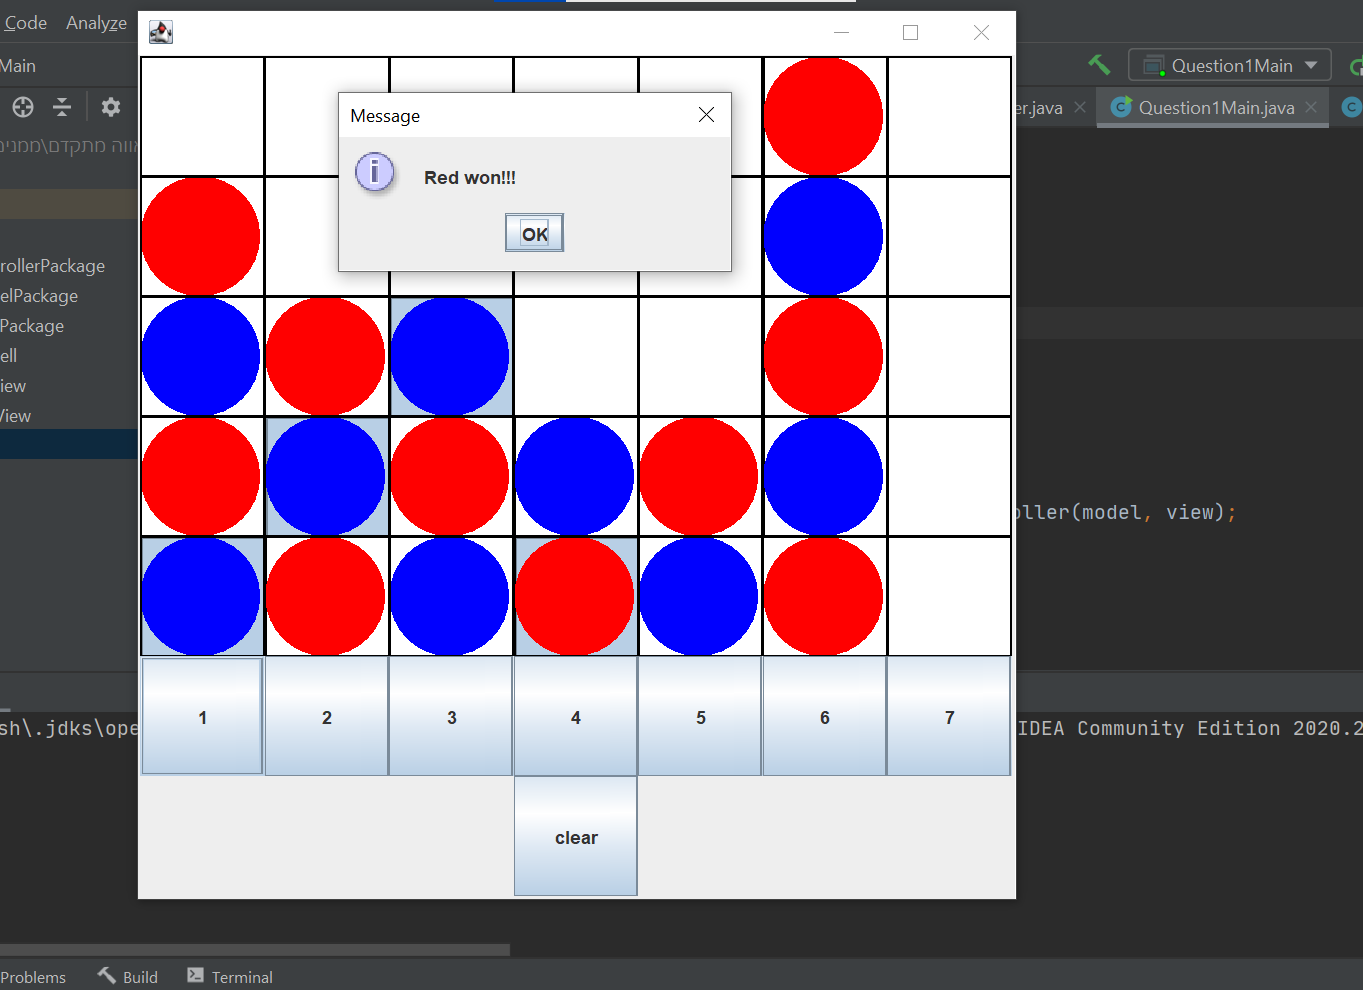 Code Analyze
Main
Question1Main
er.java Question1Main.java
ווה מתקדם\ממנים
Message
Red won!!!
OK
rollerPackage
elPackage
Package
ell
iew
View
oller(model, view);
1 2 3 4 5 6 7
sh\.jdks\ope
IDEA Community Edition 2020.2
clear
Problems Build Terminal